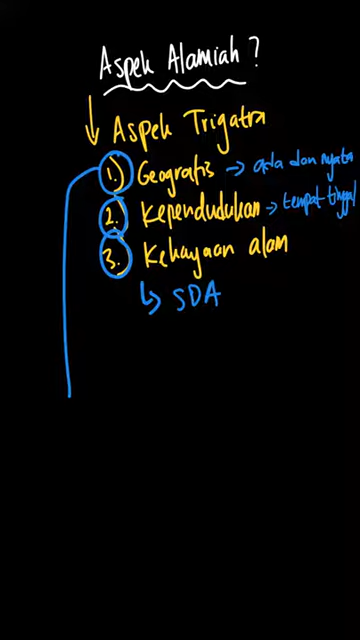 Aspek Alamiah ?
↓ Aspek Trigatra
1.) Geografis → ada dan nyata
2.) Kependudukan → tempat tinggal
3.) Kekayaan alam
↳ SDA